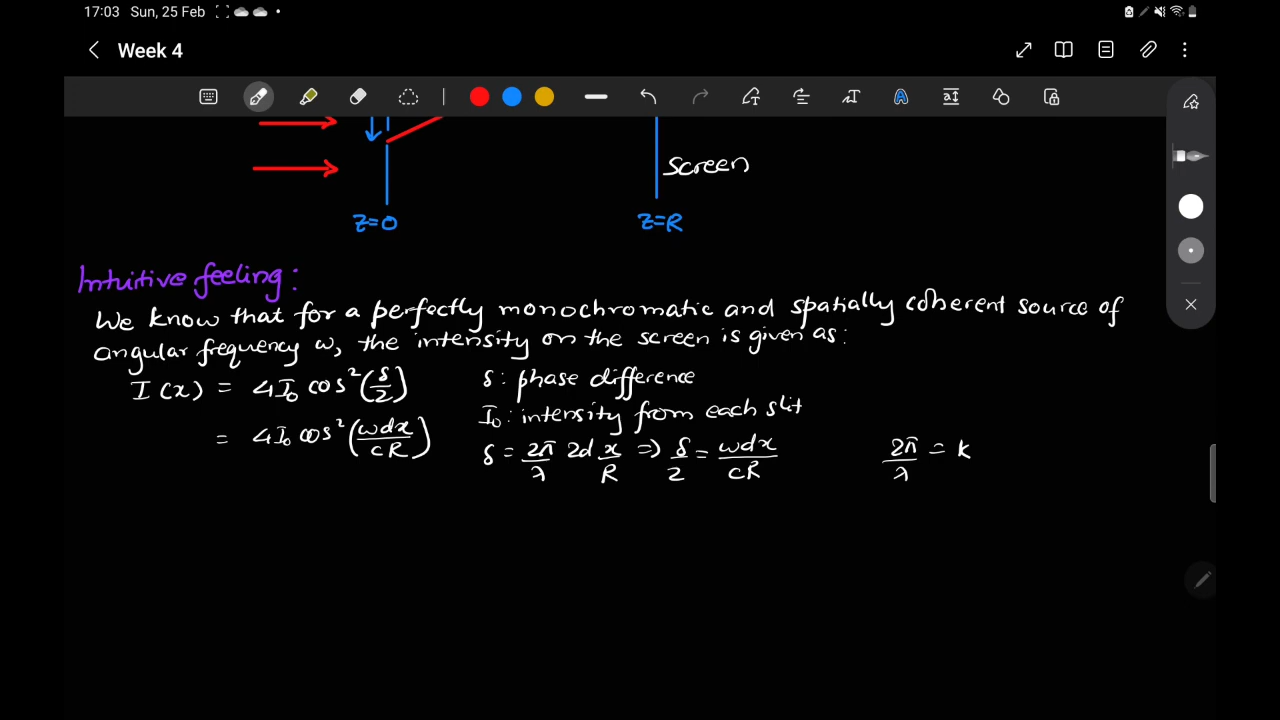 17:03 Sun, 25 Feb
Week 4
Screen
Z=0
Z=R
Intuitive feeling:
We know that for a perfectly monochromatic and spatially coherent source of
angular frequency ω, the intensity on the screen is given as:
I(x) = 4I₀ cos²(δ/2)
δ: phase difference
I₀: intensity from each slit
= 4I₀ cos²(ωdx/cR)
δ = 2π/λ 2d x/R ⇒ δ/2 = ωdx/cR
2π/λ = k